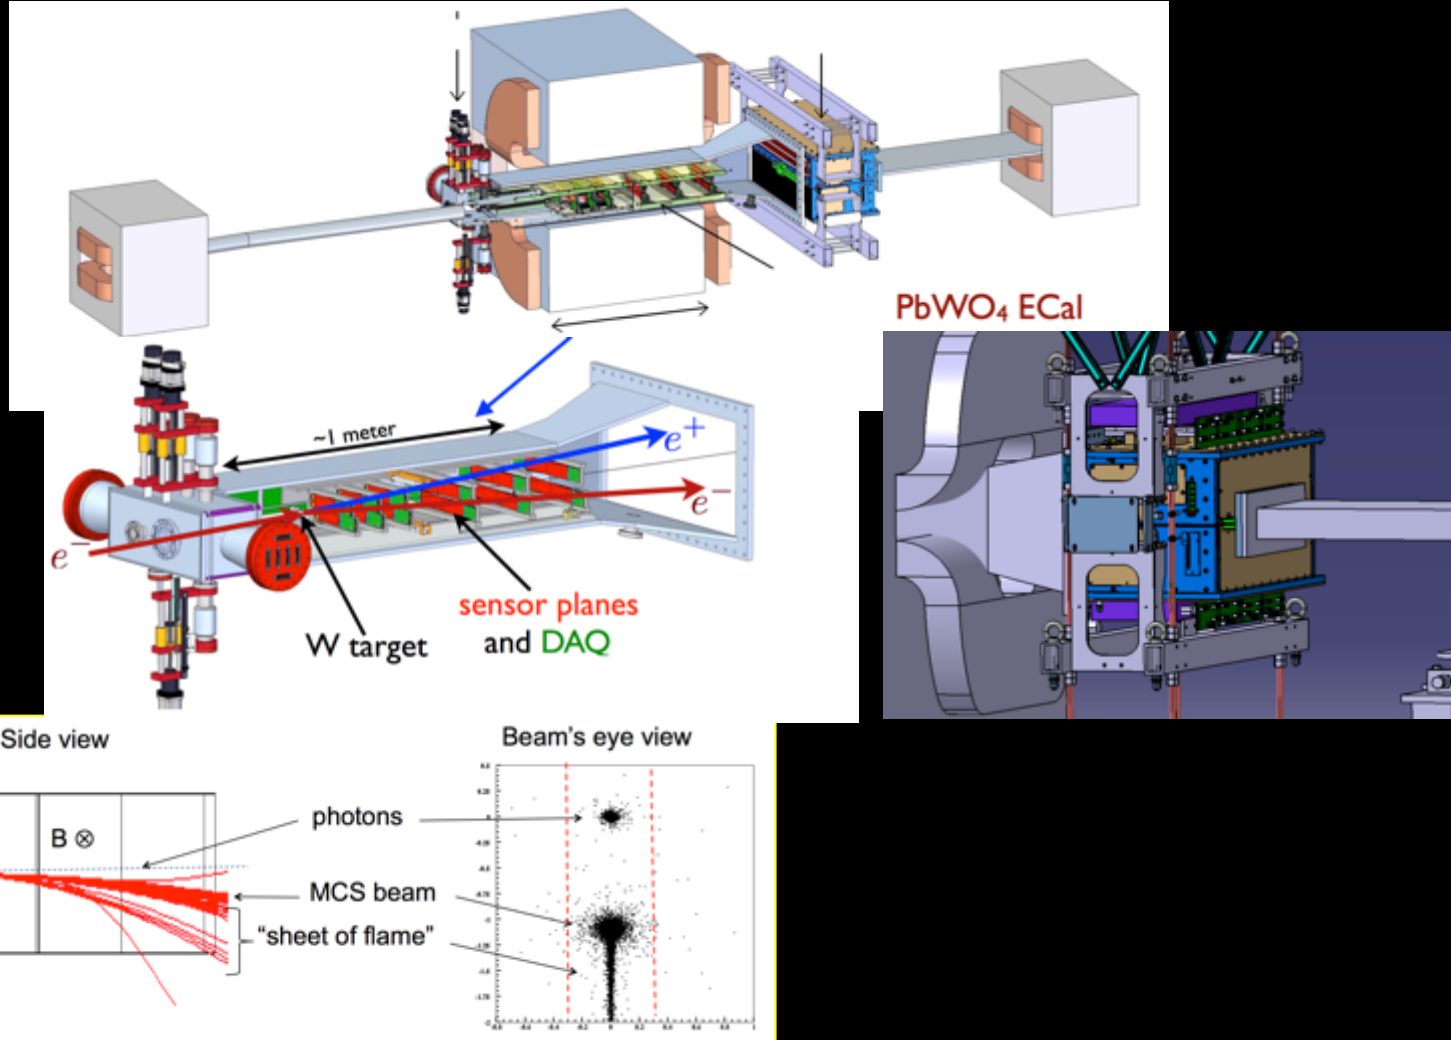 PbWO₄ ECal
~1 meter
e⁺
e⁻
e⁻
sensor planes
W target
and DAQ
Side view
Beam's eye view
photons
B ⊗
MCS beam
"sheet of flame"